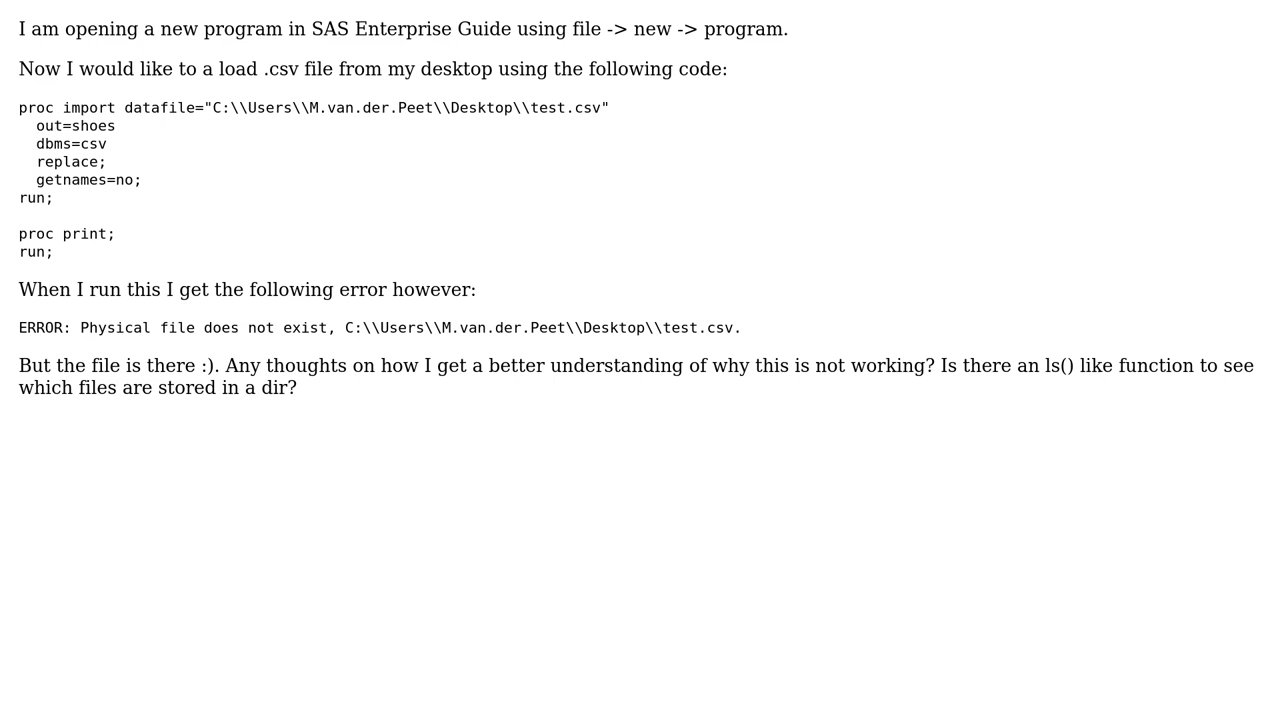 I am opening a new program in SAS Enterprise Guide using file -> new -> program.
Now I would like to a load .csv file from my desktop using the following code:
proc import datafile="C:\\Users\\M.van.der.Peet\\Desktop\\test.csv"
  out=shoes
  dbms=csv
  replace;
  getnames=no;
run;
proc print;
run;
When I run this I get the following error however:
ERROR: Physical file does not exist, C:\\Users\\M.van.der.Peet\\Desktop\\test.csv.
But the file is there :). Any thoughts on how I get a better understanding of why this is not working? Is there an ls() like function to see
which files are stored in a dir?